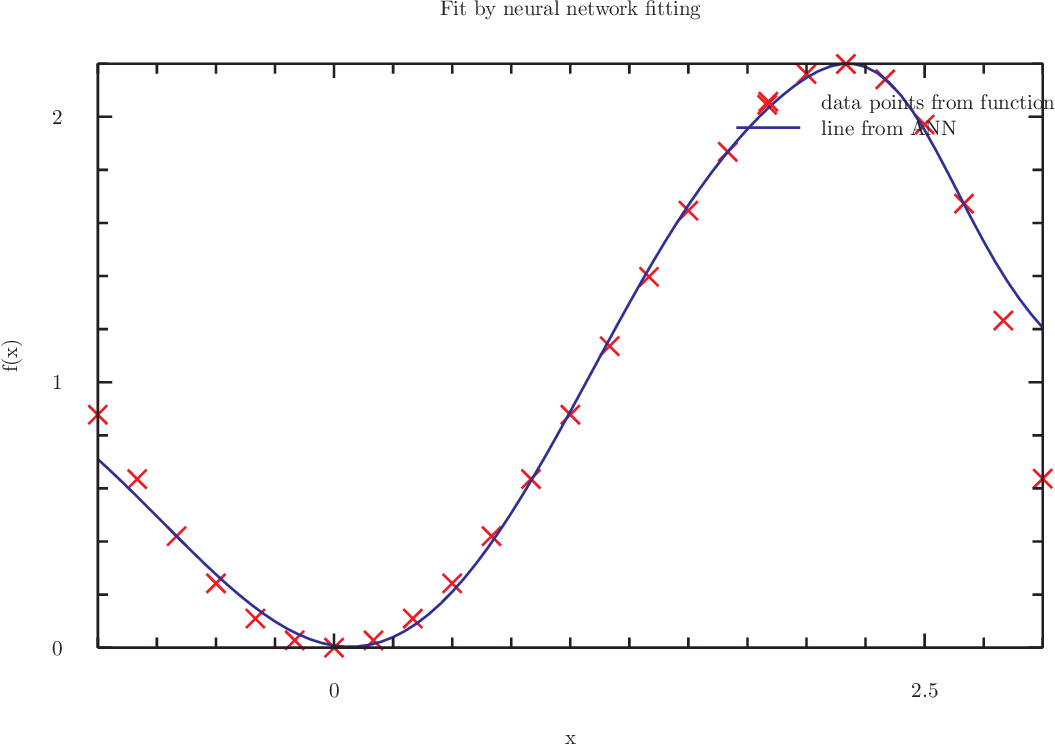 Fit by neural network fitting
2
data points from function
line from ANN
f(x)
1
0
0
2.5
x